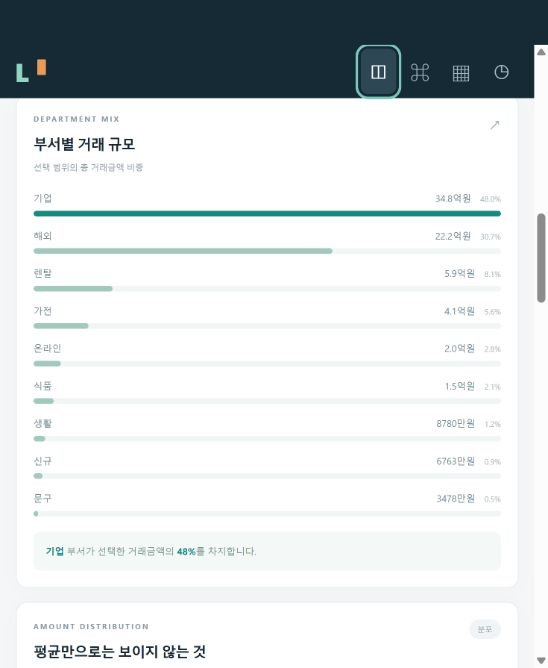 L
DEPARTMENT MIX
부서별 거래 규모
선택 범위의 총 거래금액 비중
기업 34.8억원 48.0%
해외 22.2억원 30.7%
렌탈 5.9억원 8.1%
가전 4.1억원 5.6%
온라인 2.0억원 2.8%
식품 1.5억원 2.1%
생활 8780만원 1.2%
신규 6763만원 0.9%
문구 3478만원 0.5%
기업 부서가 선택한 거래금액의 48%를 차지합니다.
AMOUNT DISTRIBUTION
분포
평균만으로는 보이지 않는 것